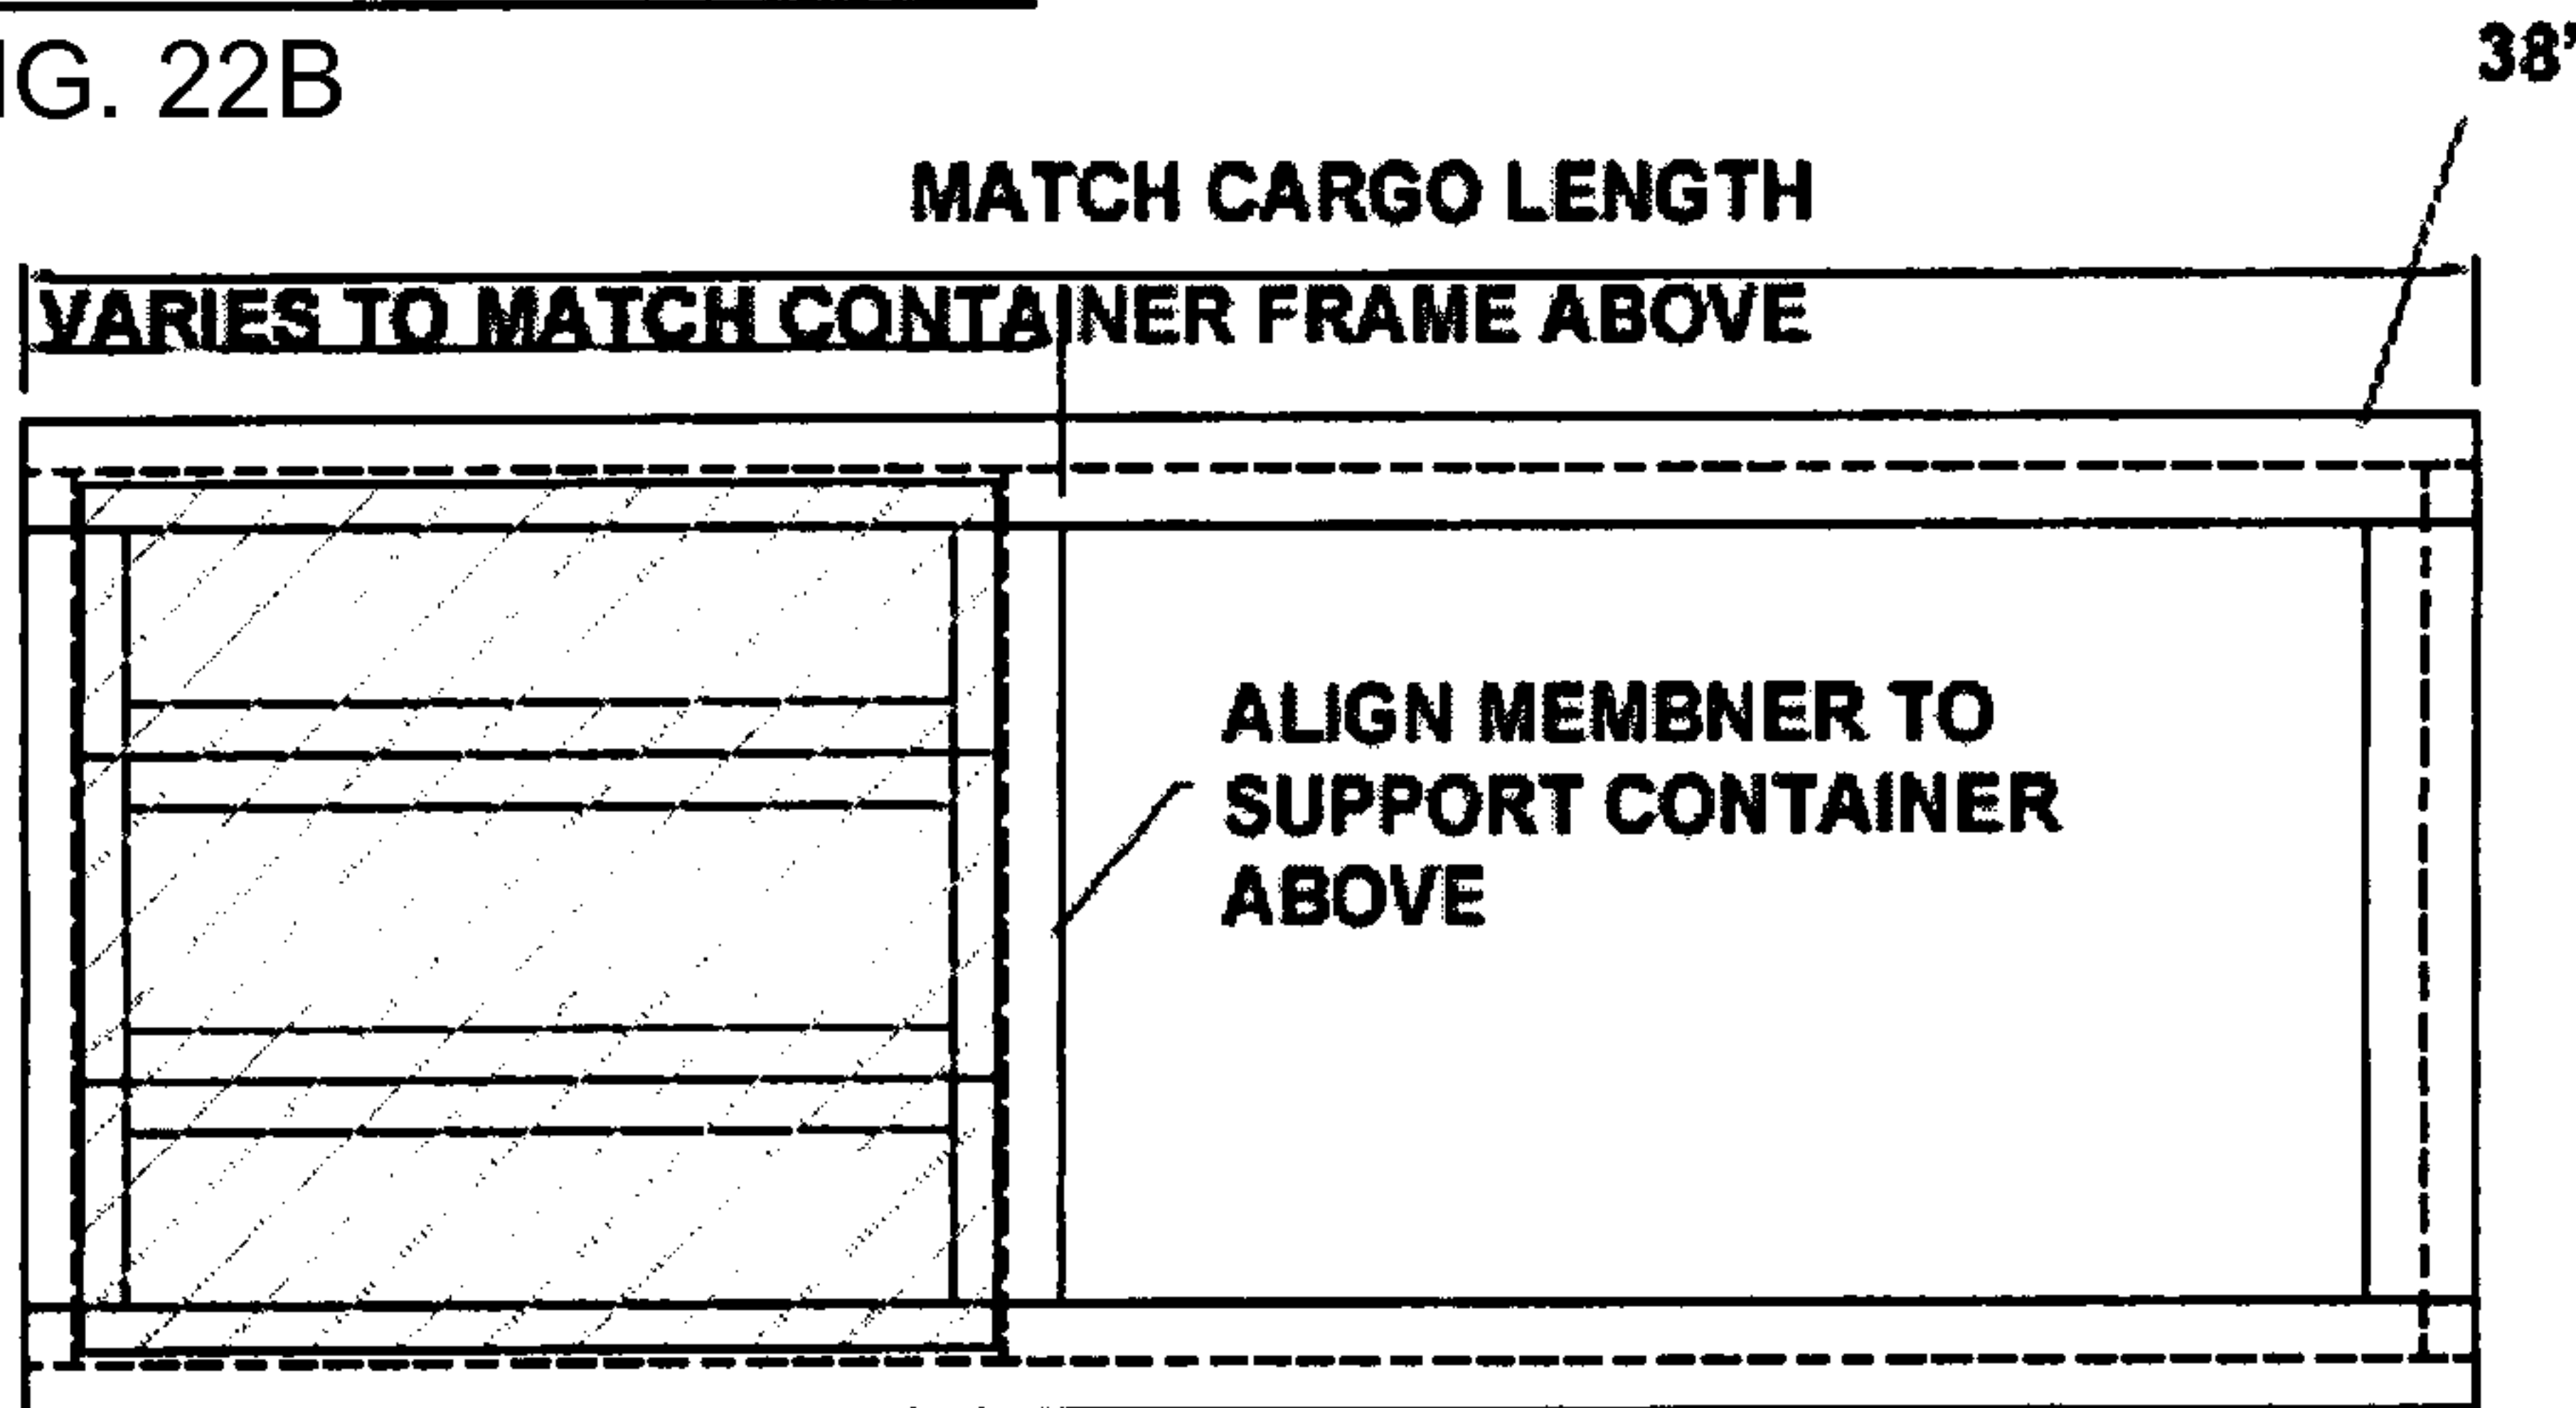 IG. 22B
38'
MATCH CARGO LENGTH
VARIES TO MATCH CONTAINER FRAME ABOVE
ALIGN MEMBNER TO
SUPPORT CONTAINER
ABOVE